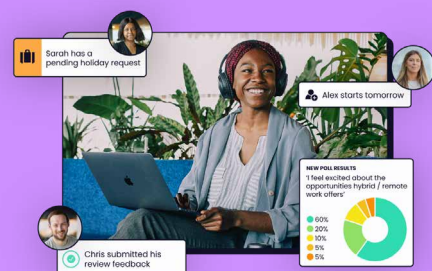 Sarah has a
pending holiday request
Alex starts tomorrow
NEW POLL RESULTS
'I feel excited about the
opportunities hybrid / remote
work offers'
60%
20%
10%
5%
5%
Chris submitted his
review feedback